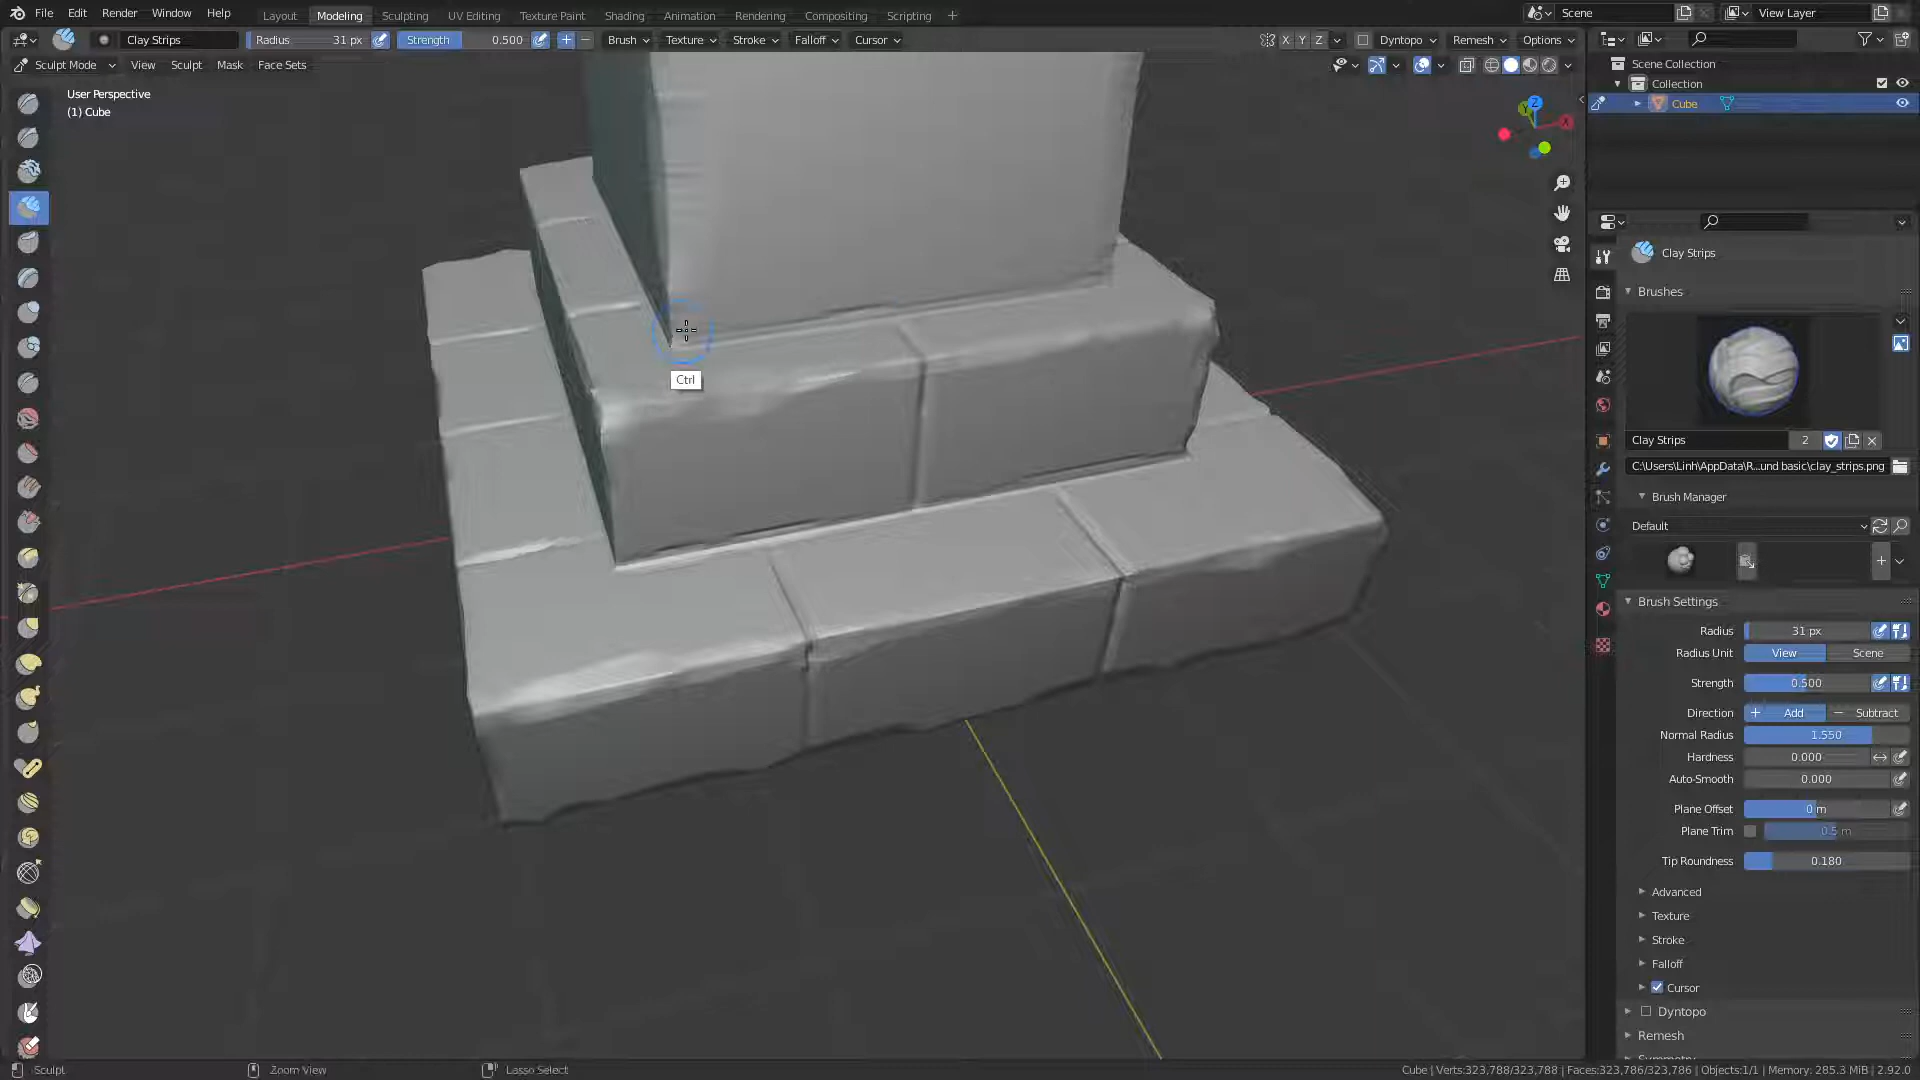 File Edit Render Window Help
Layout Modeling Sculpting UV Editing Texture Paint Shading Animation Rendering Compositing Scripting +
Scene
View Layer
Clay Strips
Radius 31 px
Strength 0.500
Brush Texture Stroke Falloff Cursor
X Y Z
Dyntopo Remesh Options
Sculpt Mode View Sculpt Mask Face Sets
User Perspective
(1) Cube
Ctrl
Z
Y
X
Scene Collection
Collection
Cube
Clay Strips
Brushes
Clay Strips 2
C:\Users\Linh\AppData\R...und basic\clay_strips.png
Brush Manager
Default
Brush Settings
Radius 31 px
Radius Unit View Scene
Strength 0.500
Direction + Add − Subtract
Normal Radius 1.550
Hardness 0.000
Auto-Smooth 0.000
Plane Offset 0 m
Plane Trim 0.5 m
Tip Roundness 0.180
Advanced
Texture
Stroke
Falloff
Cursor
Dyntopo
Remesh
Symmetry
Sculpt Zoom View Lasso Select
Cube | Verts:323,788/323,788 | Faces:323,786/323,786 | Objects:1/1 | Memory: 285.3 MiB | 2.92.0